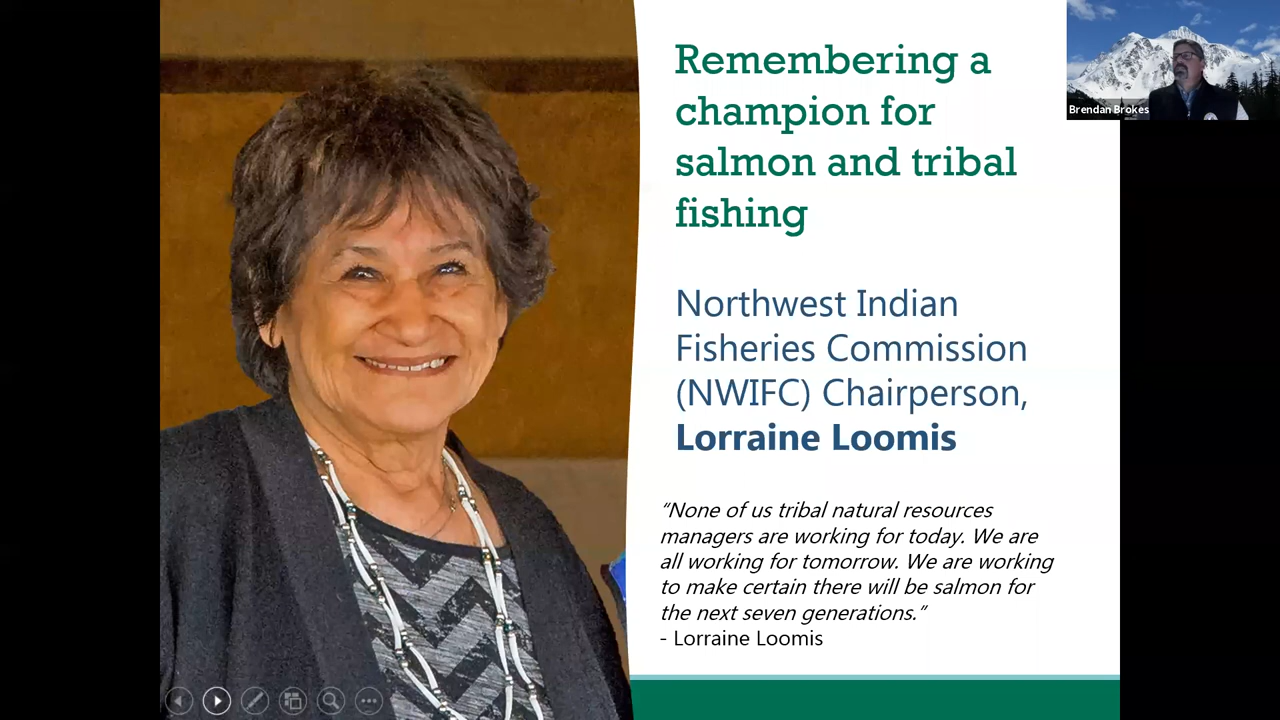 Remembering a
champion for
salmon and tribal
fishing
Brendan Brokes
Northwest Indian
Fisheries Commission
(NWIFC) Chairperson,
Lorraine Loomis
“None of us tribal natural resources
managers are working for today. We are
all working for tomorrow. We are working
to make certain there will be salmon for
the next seven generations.”
- Lorraine Loomis